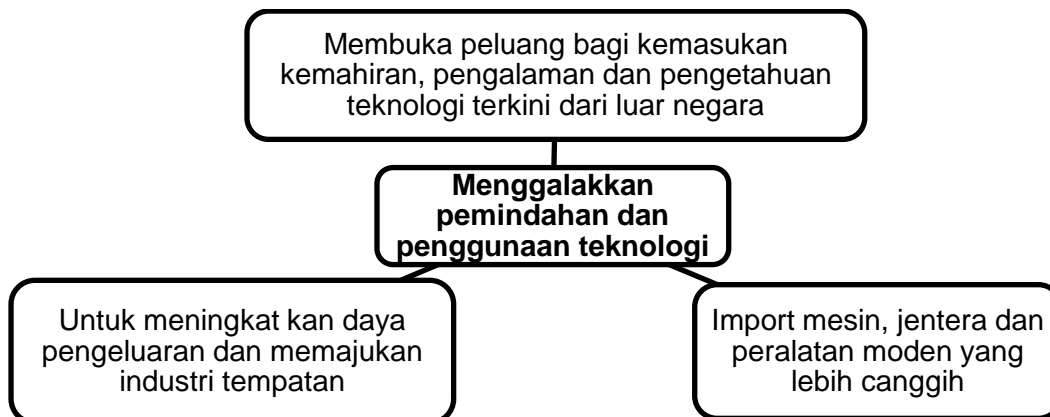 Membuka peluang bagi kemasukan
kemahiran, pengalaman dan pengetahuan
teknologi terkini dari luar negara
Menggalakkan
pemindahan dan
penggunaan teknologi
Untuk meningkat kan daya
pengeluaran dan memajukan
industri tempatan
Import mesin, jentera dan
peralatan moden yang
lebih canggih